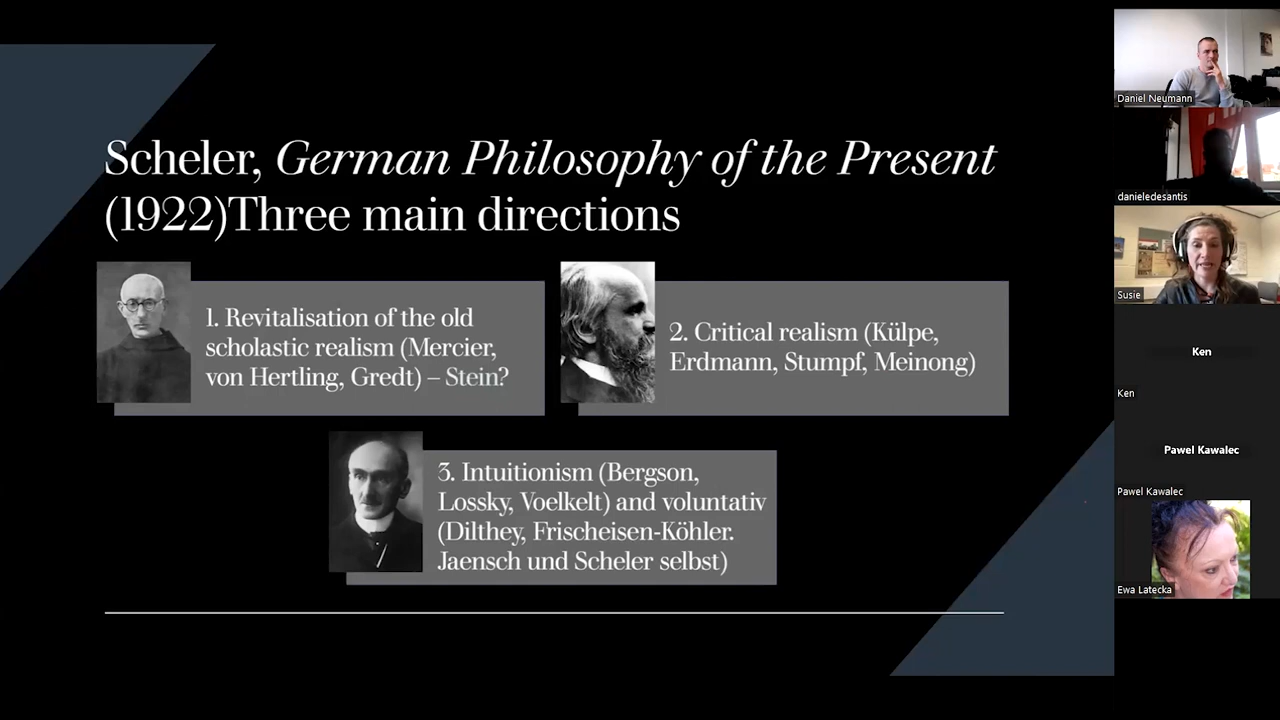 Scheler, German Philosophy of the Present
(1922)Three main directions
1. Revitalisation of the old
scholastic realism (Mercier,
von Hertling, Gredt) – Stein?
2. Critical realism (Külpe,
Erdmann, Stumpf, Meinong)
3. Intuitionism (Bergson,
Lossky, Voelkelt) and voluntativ
(Dilthey, Frischeisen-Köhler.
Jaensch und Scheler selbst)
Daniel Neumann
danieledesantis
Susie
Ken
Ken
Pawel Kawalec
Pawel Kawalec
Ewa Latecka